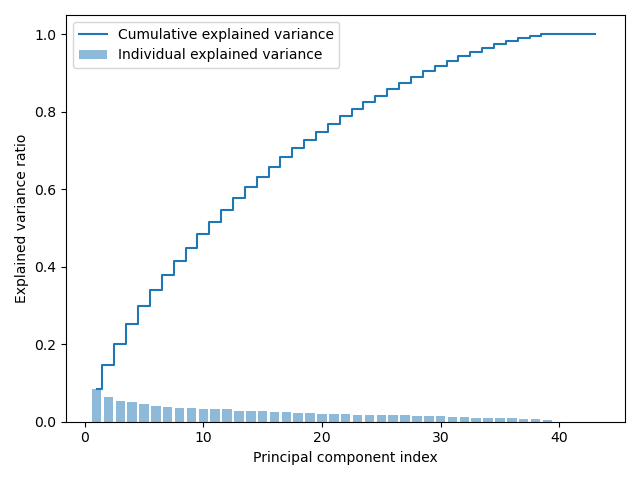 Cumulative explained variance
Individual explained variance
Explained variance ratio
1.0
0.8
0.6
0.4
0.2
0.0
0 10 20 30 40
Principal component index